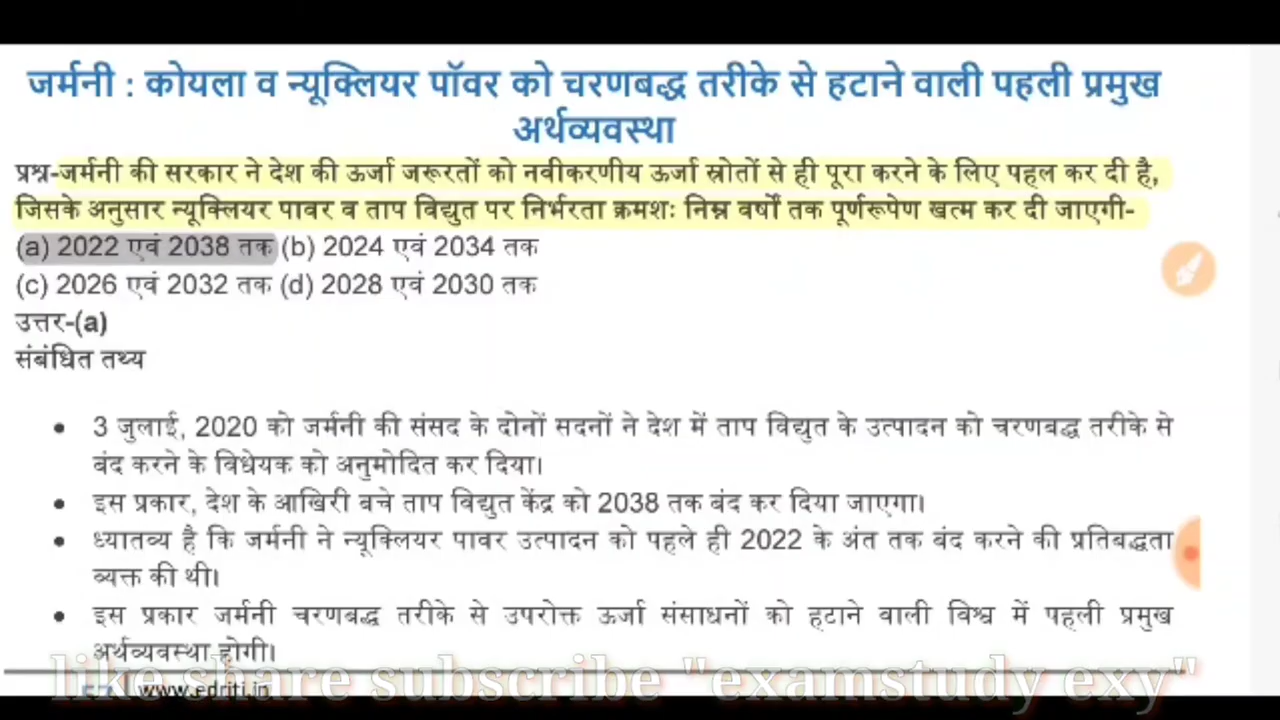 जर्मनी : कोयला व न्यूक्लियर पॉवर को चरणबद्ध तरीके से हटाने वाली पहली प्रमुख
अर्थव्यवस्था
प्रश्न-जर्मनी की सरकार ने देश की ऊर्जा जरूरतों को नवीकरणीय ऊर्जा स्रोतों से ही पूरा करने के लिए पहल कर दी है,
जिसके अनुसार न्यूक्लियर पावर व ताप विद्युत पर निर्भरता क्रमशः निम्न वर्षों तक पूर्णरूपेण खत्म कर दी जाएगी-
(a) 2022 एवं 2038 तक (b) 2024 एवं 2034 तक
(c) 2026 एवं 2032 तक (d) 2028 एवं 2030 तक
उत्तर-(a)
संबंधित तथ्य
• 3 जुलाई, 2020 को जर्मनी की संसद के दोनों सदनों ने देश में ताप विद्युत के उत्पादन को चरणबद्ध तरीके से
बंद करने के विधेयक को अनुमोदित कर दिया।
• इस प्रकार, देश के आखिरी बचे ताप विद्युत केंद्र को 2038 तक बंद कर दिया जाएगा।
• ध्यातव्य है कि जर्मनी ने न्यूक्लियर पावर उत्पादन को पहले ही 2022 के अंत तक बंद करने की प्रतिबद्धता
व्यक्त की थी।
• इस प्रकार जर्मनी चरणबद्ध तरीके से उपरोक्त ऊर्जा संसाधनों को हटाने वाली विश्व में पहली प्रमुख
अर्थव्यवस्था होगी।
like share subscribe "examstudy exy"
www.edriti.in